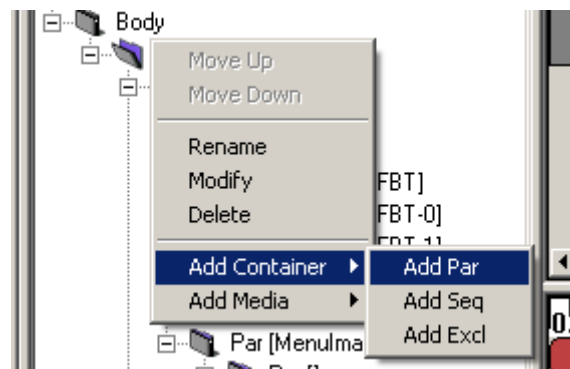 Body
Move Up
Move Down
Rename
Modify
FBT]
Delete
FBT-0]
Add Container
Add Par
Add Media
Add Seq
Add Excl
Par [MenuIma